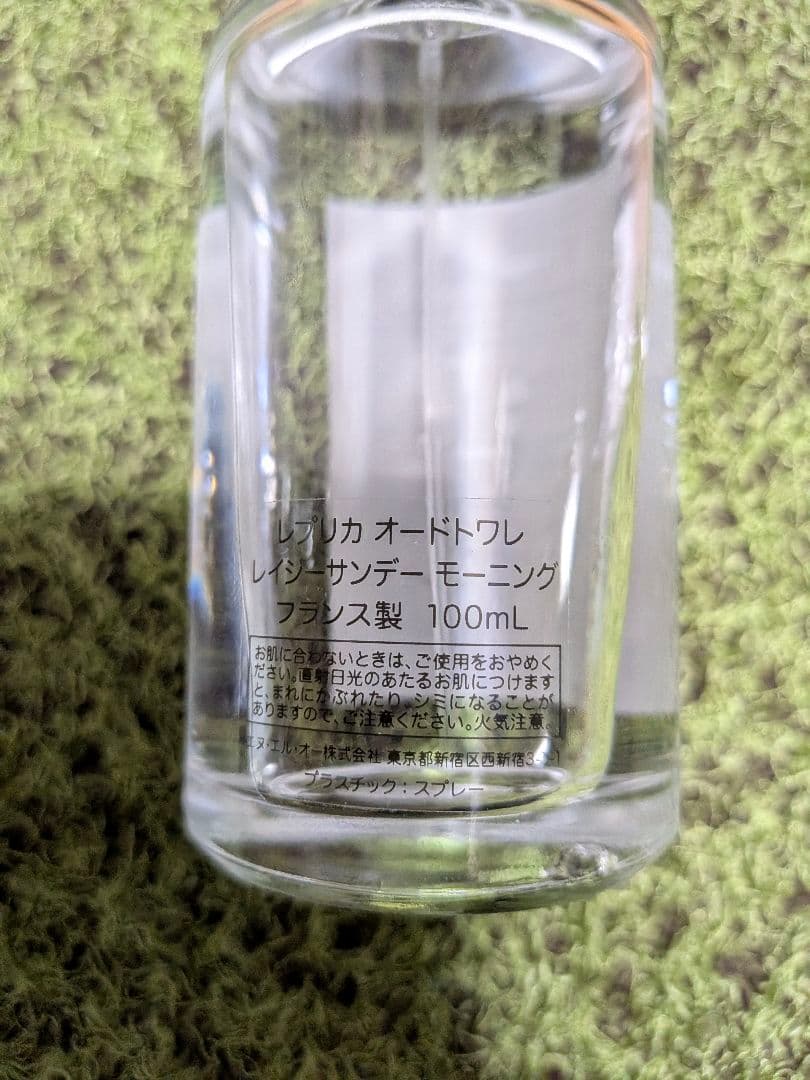 レプリカ オードトワレ
レイジーサンデー モーニング
フランス製 100mL
お肌に合わないときは、ご使用をおやめく
ださい。直射日光のあたるお肌につけます
と、まれにかぶれたり、シミになることが
ありますので、ご注意ください。火気注意。
エヌ・エル・オー株式会社 東京都新宿区西新宿3-7-1
プラスチック：スプレー